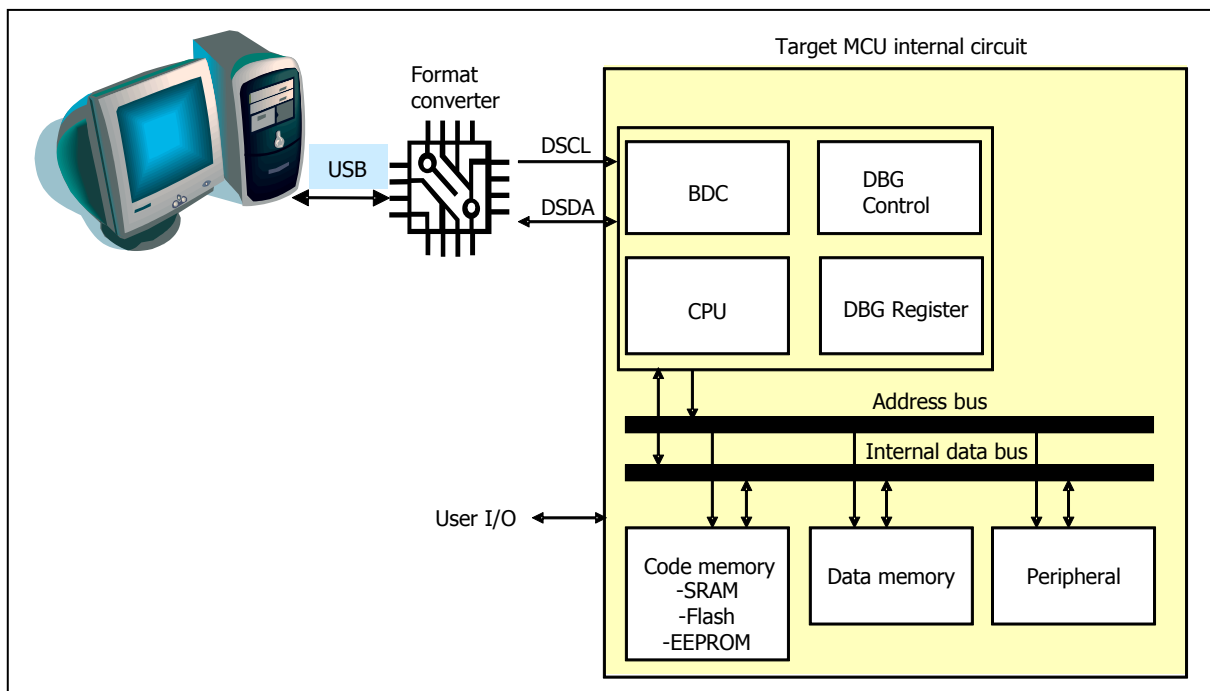 Target MCU internal circuit
Format
converter
USB
DSCL
DSDA
BDC
DBG
Control
CPU
DBG Register
Address bus
Internal data bus
User I/O
Code memory
-SRAM
-Flash
-EEPROM
Data memory
Peripheral